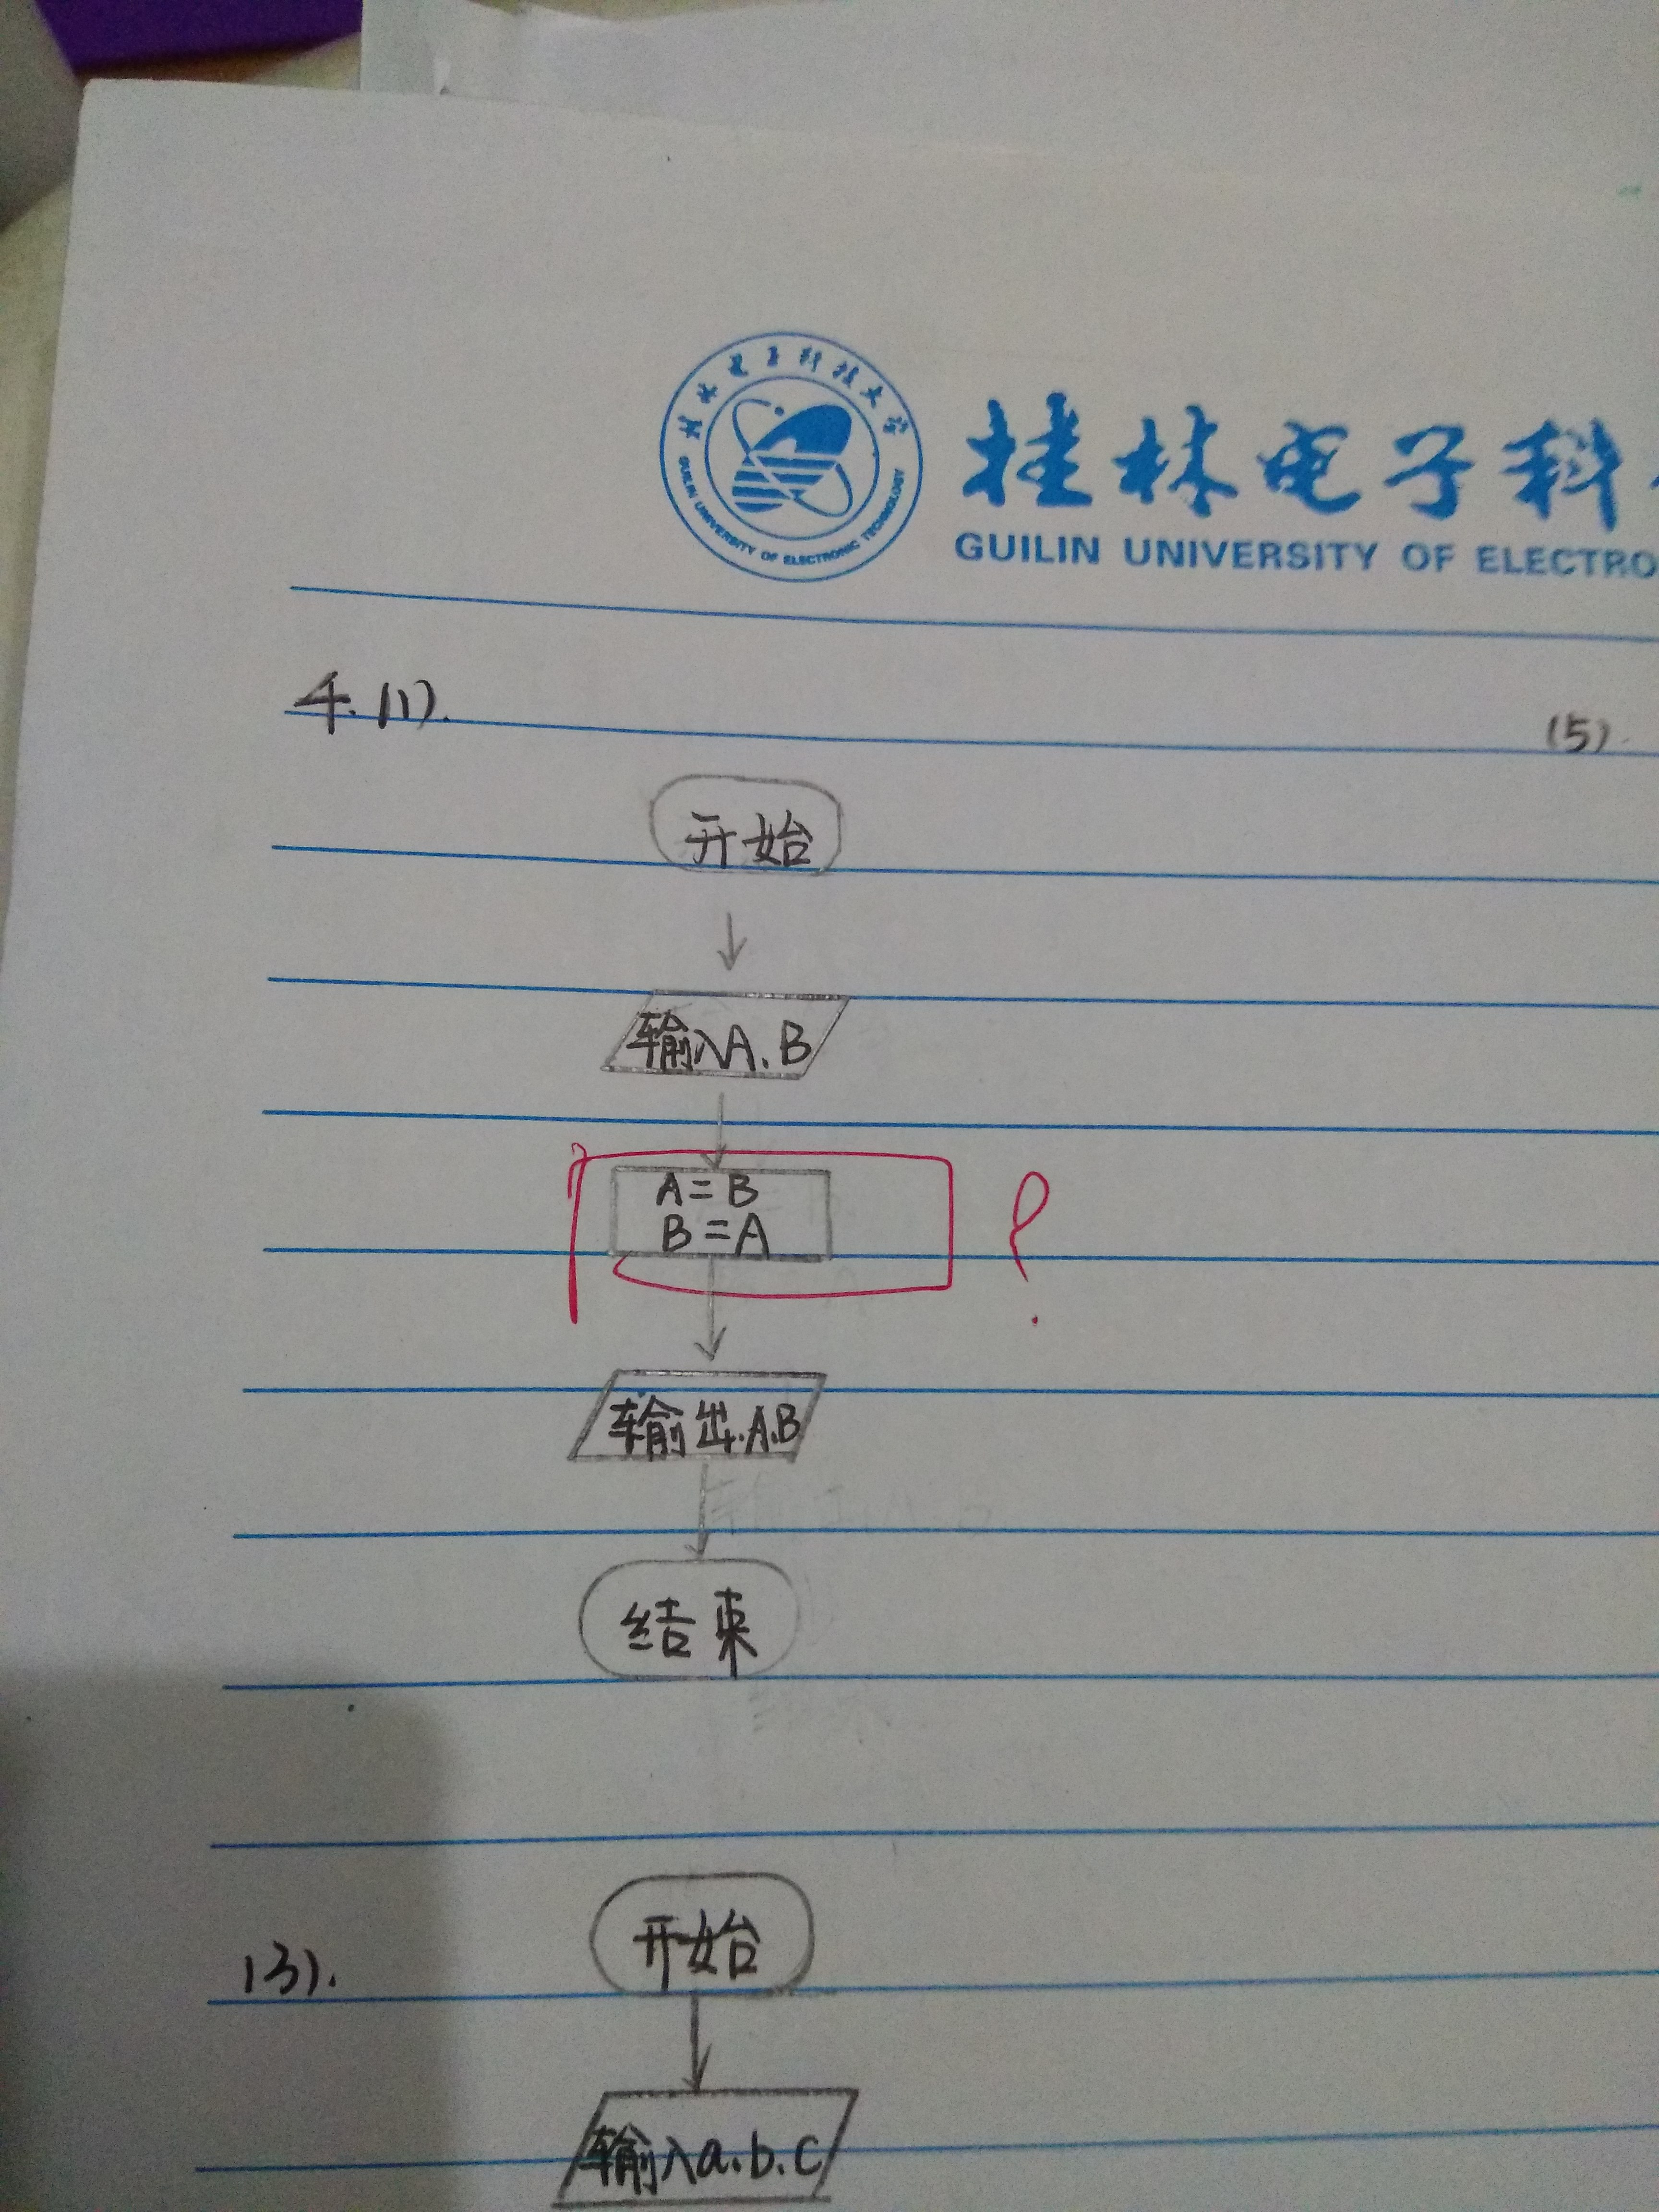 桂林电子科技大学
GUILIN UNIVERSITY OF ELECTRONIC TECHNOLOGY
桂林电子科
GUILIN UNIVERSITY OF ELECTRO
4.(1).
(5).
开始
输入A.B
A=B
B=A
?
输出.A.B
结束
(3).
开始
输入a.b.c